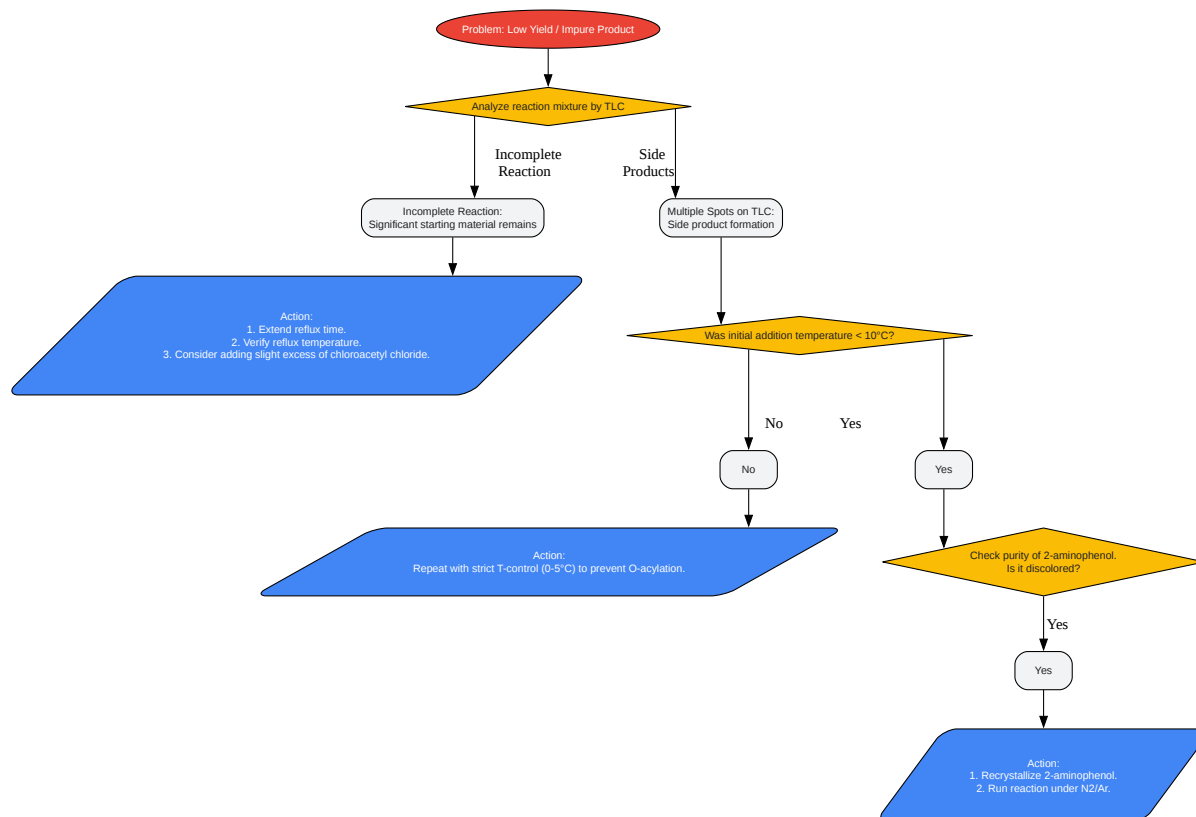 Problem: Low Yield / Impure Product
Analyze reaction mixture by TLC
Incomplete
Reaction
Side
Products
Incomplete Reaction:
Significant starting material remains
Multiple Spots on TLC:
Side product formation
Action:
1. Extend reflux time.
2. Verify reflux temperature.
3. Consider adding slight excess of chloroacetyl chloride.
Was initial addition temperature < 10°C?
No
Yes
No
Yes
Action:
Repeat with strict T-control (0-5°C) to prevent O-acylation.
Check purity of 2-aminophenol.
Is it discolored?
Yes
Yes
Action:
1. Recrystallize 2-aminophenol.
2. Run reaction under N2/Ar.